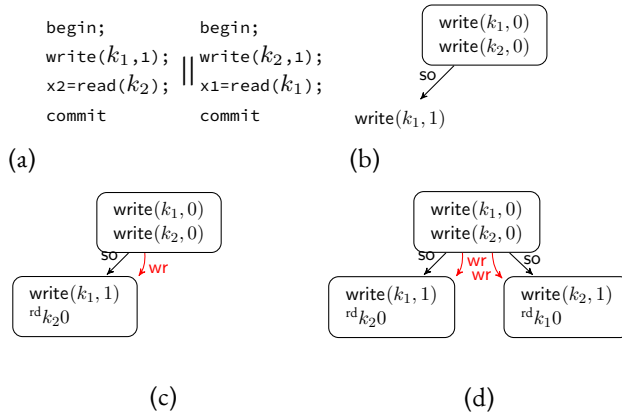 begin;
write(k₁,1);
x2=read(k₂);
commit
||
begin;
write(k₂,1);
x1=read(k₁);
commit
(a)
write(k₁, 0)
write(k₂, 0)
so
write(k₁, 1)
(b)
write(k₁, 0)
write(k₂, 0)
so
wr
write(k₁, 1)
ʳᵈk₂0
(c)
write(k₁, 0)
write(k₂, 0)
so
wr
wr
so
write(k₁, 1)
ʳᵈk₂0
write(k₂, 1)
ʳᵈk₁0
(d)